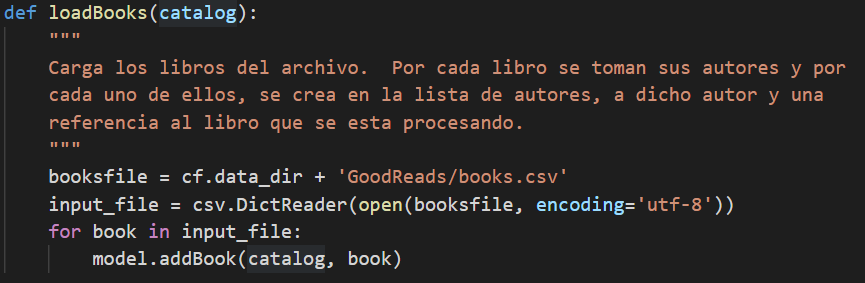 def loadBooks(catalog):
    """
    Carga los libros del archivo.  Por cada libro se toman sus autores y por
    cada uno de ellos, se crea en la lista de autores, a dicho autor y una
    referencia al libro que se esta procesando.
    """
    booksfile = cf.data_dir + 'GoodReads/books.csv'
    input_file = csv.DictReader(open(booksfile, encoding='utf-8'))
    for book in input_file:
        model.addBook(catalog, book)